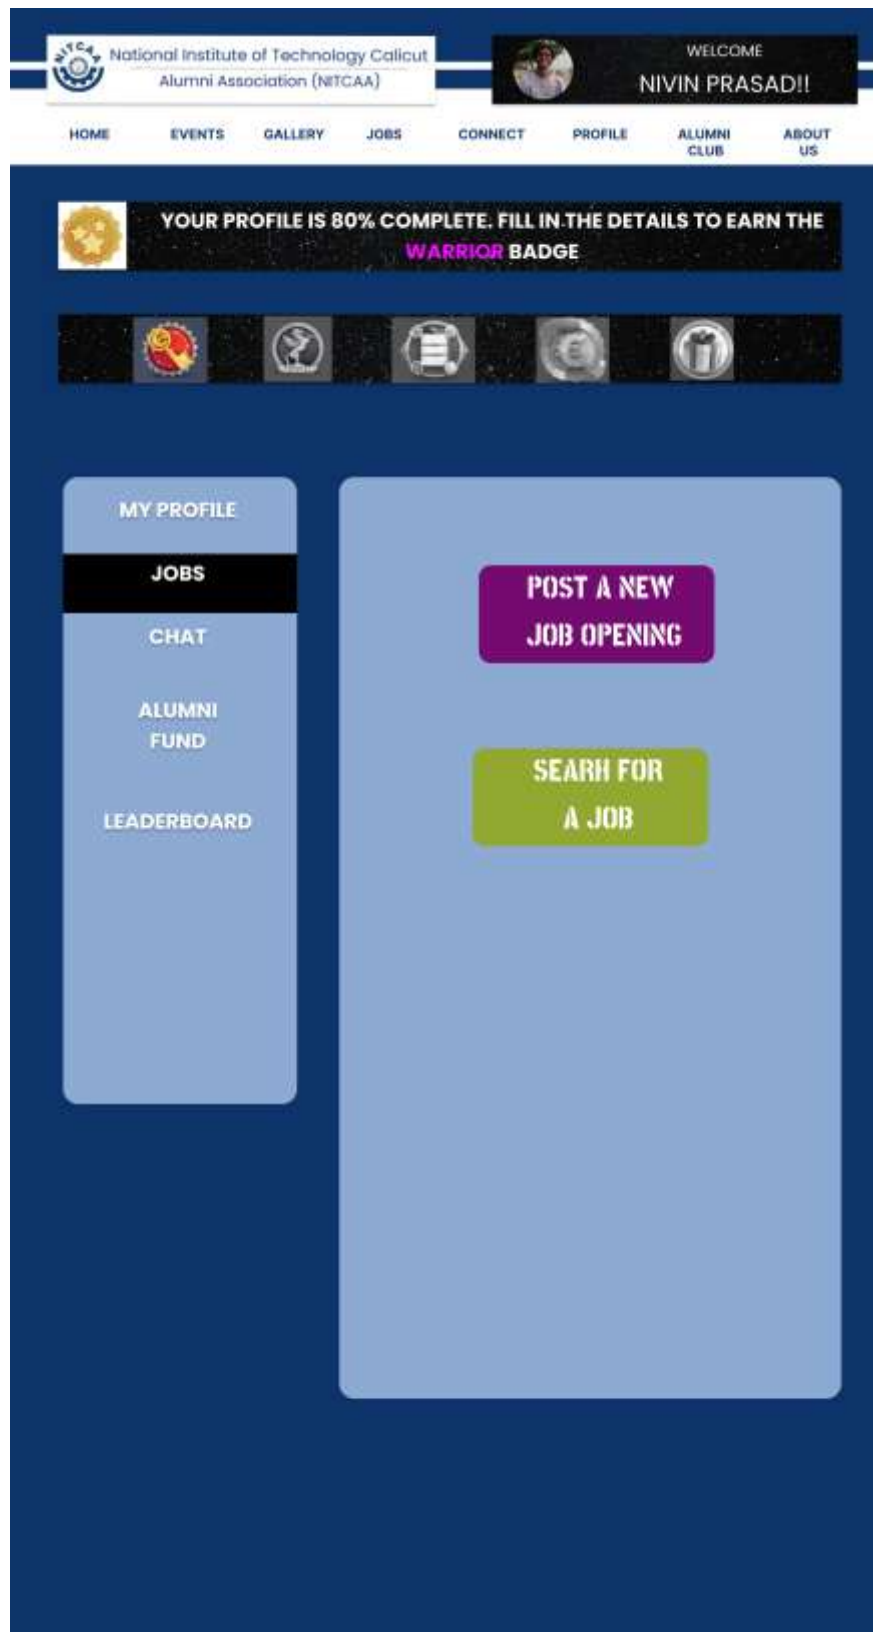 NITCAA
National Institute of Technology Calicut
Alumni Association (NITCAA)
WELCOME
NIVIN PRASAD!!
HOME
EVENTS
GALLERY
JOBS
CONNECT
PROFILE
ALUMNI
CLUB
ABOUT
US
YOUR PROFILE IS 80% COMPLETE. FILL IN THE DETAILS TO EARN THE
WARRIOR BADGE
MY PROFILE
JOBS
CHAT
ALUMNI
FUND
LEADERBOARD
POST A NEW
JOB OPENING
SEARH FOR
A JOB